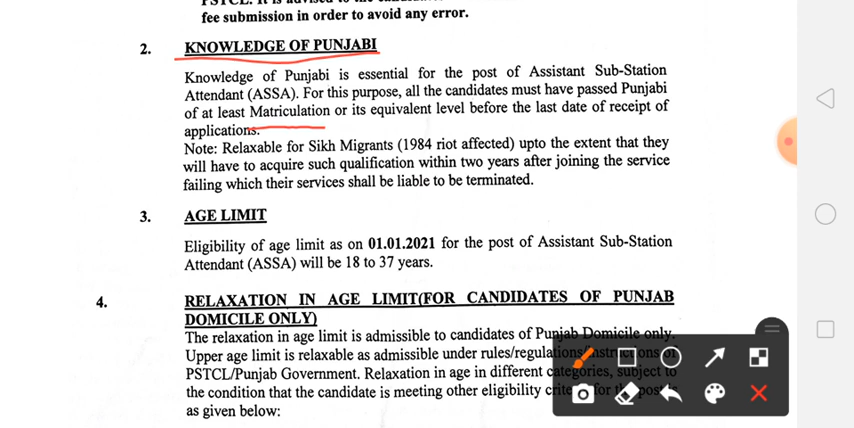 fee submission in order to avoid any error.
2. KNOWLEDGE OF PUNJABI
Knowledge of Punjabi is essential for the post of Assistant Sub-Station
Attendant (ASSA). For this purpose, all the candidates must have passed Punjabi
of at least Matriculation or its equivalent level before the last date of receipt of
applications.
Note: Relaxable for Sikh Migrants (1984 riot affected) upto the extent that they
will have to acquire such qualification within two years after joining the service
failing which their services shall be liable to be terminated.
3. AGE LIMIT
Eligibility of age limit as on 01.01.2021 for the post of Assistant Sub-Station
Attendant (ASSA) will be 18 to 37 years.
4. RELAXATION IN AGE LIMIT(FOR CANDIDATES OF PUNJAB
DOMICILE ONLY)
The relaxation in age limit is admissible to candidates of Punjab Domicile only.
Upper age limit is relaxable as admissible under rules/regulations/instructions of
PSTCL/Punjab Government. Relaxation in age in different categories, subject to
the condition that the candidate is meeting other eligibility for
as given below: